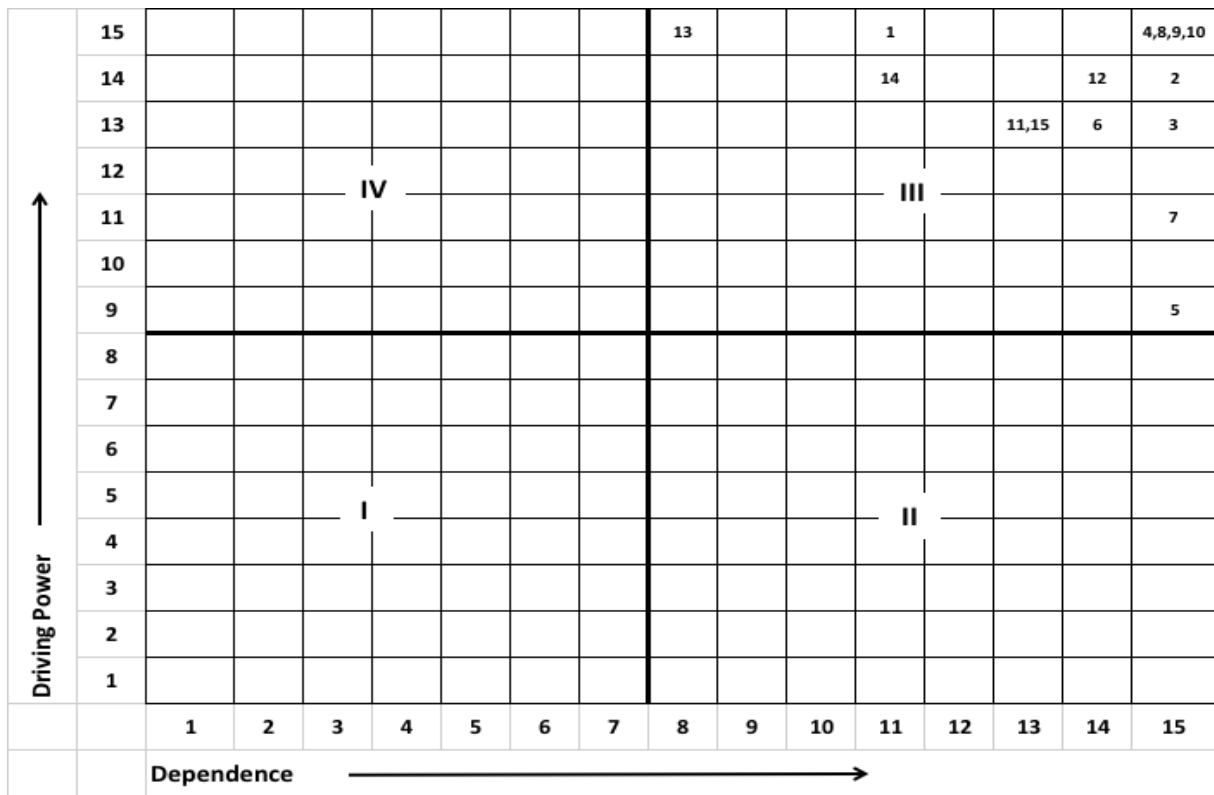 15 13 1 4,8,9,10
14 14 12 2
13 11,15 6 3
12
IV III
11 7
10
9 5
8
7
6
5
I II
4
3
2
1
Driving Power
1 2 3 4 5 6 7 8 9 10 11 12 13 14 15
Dependence